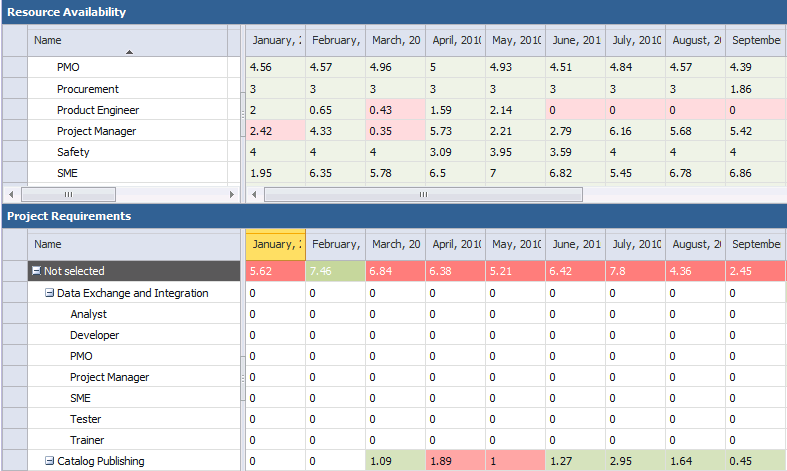 Resource Availability
Name January, 2 February, March, 20 April, 2010 May, 2010 June, 201 July, 2010 August, 20 Septembe
PMO 4.56 4.57 4.96 5 4.93 4.51 4.84 4.57 4.39
Procurement 3 3 3 3 3 3 3 3 1.86
Product Engineer 2 0.65 0.43 1.59 2.14 0 0 0 0
Project Manager 2.42 4.33 0.35 5.73 2.21 2.79 6.16 5.68 5.42
Safety 4 4 4 3.09 3.95 3.59 4 4 4
SME 1.95 6.35 5.78 6.5 7 6.82 5.45 6.78 6.86
Project Requirements
Name January, 2 February, March, 20 April, 2010 May, 2010 June, 201 July, 2010 August, 20 Septembe
Not selected 5.62 7.46 6.84 6.38 5.21 6.42 7.8 4.36 2.45
Data Exchange and Integration 0 0 0 0 0 0 0 0 0
Analyst 0 0 0 0 0 0 0 0 0
Developer 0 0 0 0 0 0 0 0 0
PMO 0 0 0 0 0 0 0 0 0
Project Manager 0 0 0 0 0 0 0 0 0
SME 0 0 0 0 0 0 0 0 0
Tester 0 0 0 0 0 0 0 0 0
Trainer 0 0 0 0 0 0 0 0 0
Catalog Publishing 0 0 1.09 1.89 1 1.27 2.95 1.64 0.45